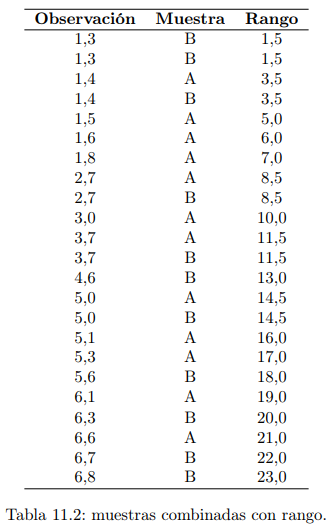 Observación Muestra Rango
1,3 B 1,5
1,3 B 1,5
1,4 A 3,5
1,4 B 3,5
1,5 A 5,0
1,6 A 6,0
1,8 A 7,0
2,7 A 8,5
2,7 B 8,5
3,0 A 10,0
3,7 A 11,5
3,7 B 11,5
4,6 B 13,0
5,0 A 14,5
5,0 B 14,5
5,1 A 16,0
5,3 A 17,0
5,6 B 18,0
6,1 A 19,0
6,3 B 20,0
6,6 A 21,0
6,7 B 22,0
6,8 B 23,0
Tabla 11.2: muestras combinadas con rango.